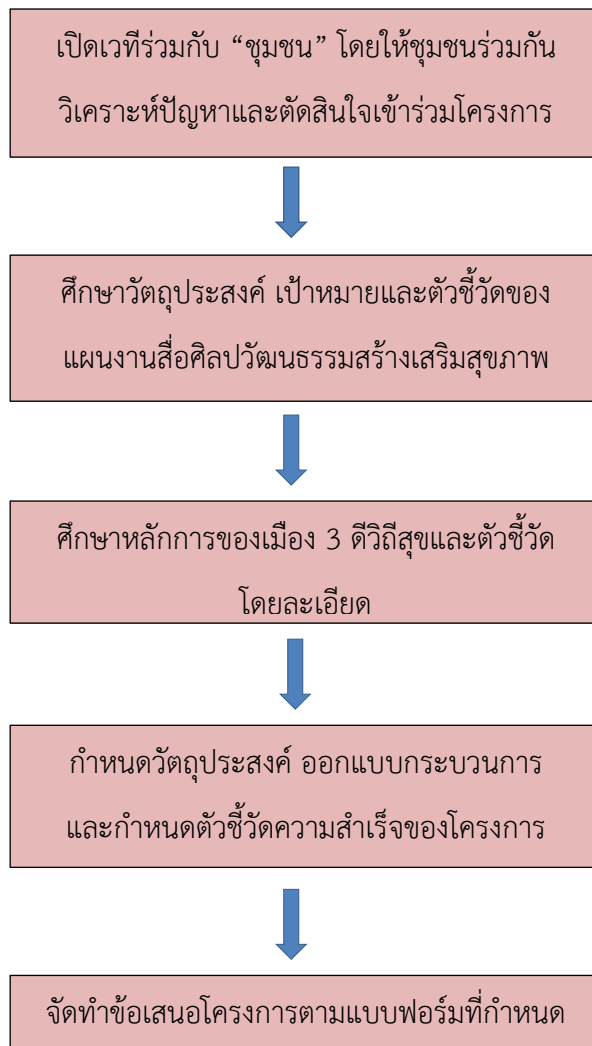 เปิดเวทีร่วมกับ “ชุมชน” โดยให้ชุมชนร่วมกัน
วิเคราะห์ปัญหาและตัดสินใจเข้าร่วมโครงการ
ศึกษาวัตถุประสงค์ เป้าหมายและตัวชี้วัดของ
แผนงานสื่อศิลปวัฒนธรรมสร้างเสริมสุขภาพ
ศึกษาหลักการของเมือง 3 ดีวิถีสุขและตัวชี้วัด
โดยละเอียด
กำหนดวัตถุประสงค์ ออกแบบกระบวนการ
และกำหนดตัวชี้วัดความสำเร็จของโครงการ
จัดทำข้อเสนอโครงการตามแบบฟอร์มที่กำหนด